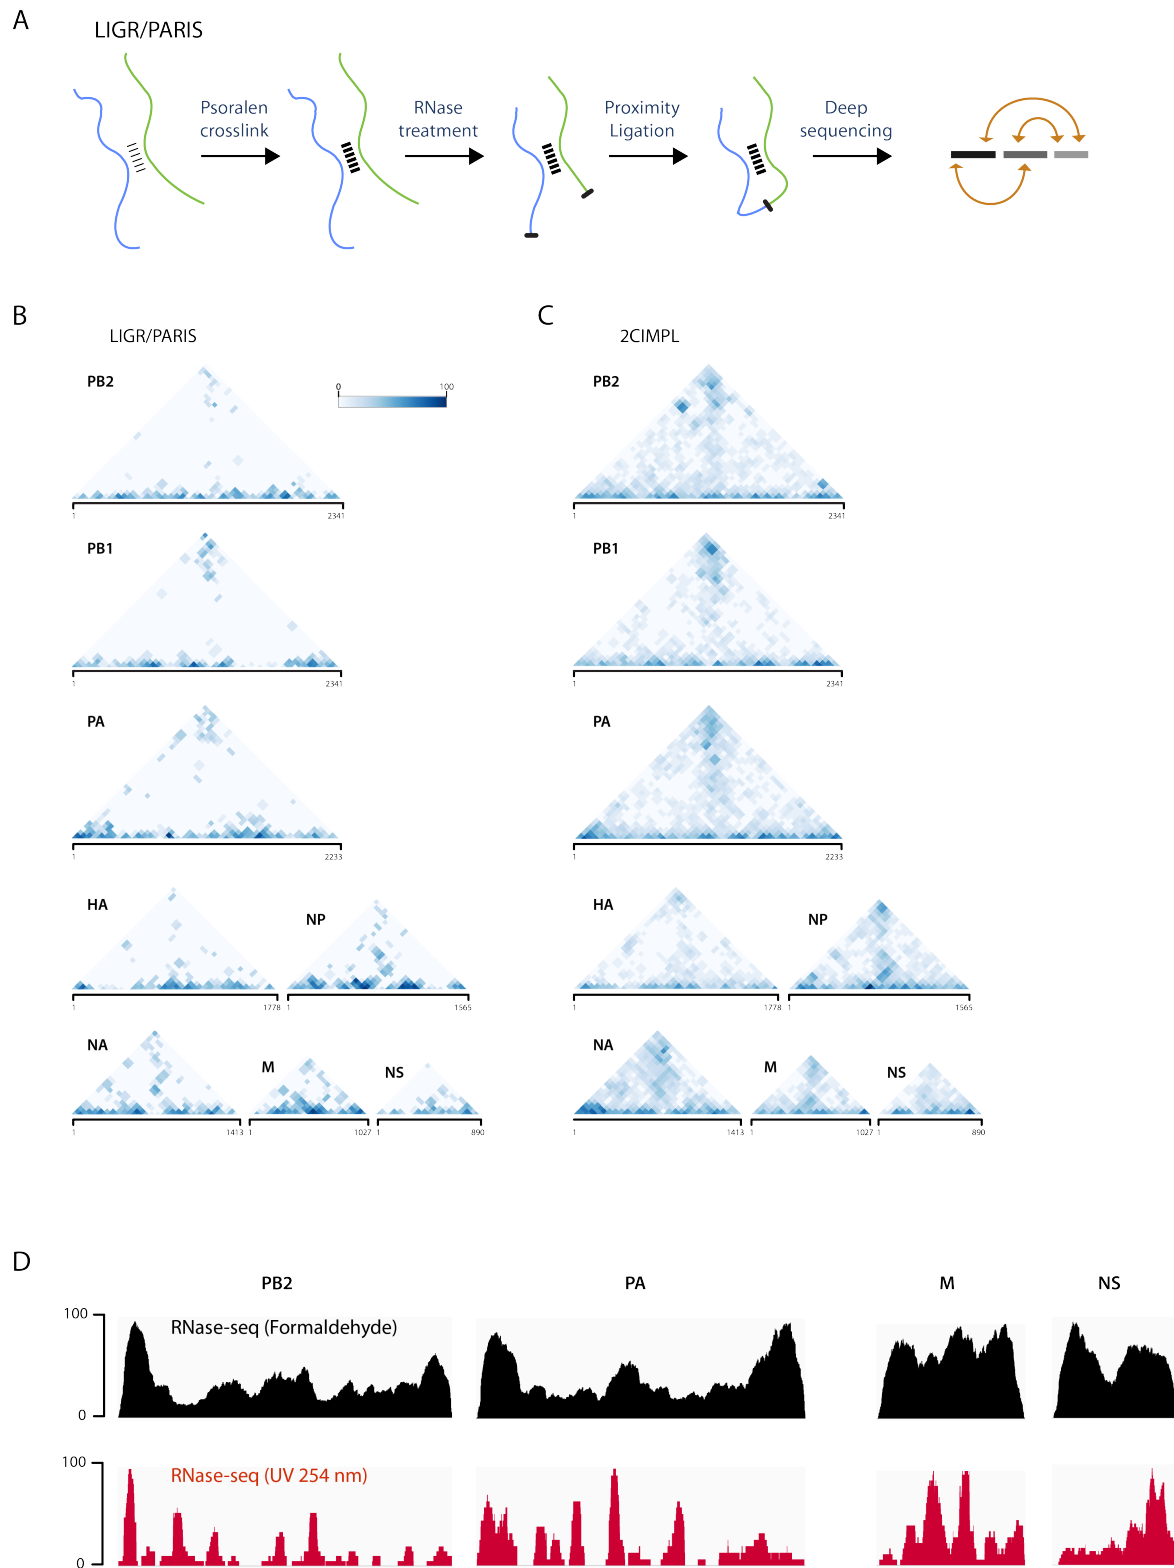 A
LIGR/PARIS
Psoralen
crosslink
RNase
treatment
Proximity
Ligation
Deep
sequencing
B
LIGR/PARIS
PB2
0
100
1
2341
PB1
1
2341
PA
1
2233
HA
1
1778
NP
1
1565
NA
1
1413
M
1
1027
NS
1
890
C
2CIMPL
PB2
1
2341
PB1
1
2341
PA
1
2233
HA
1
1778
NP
1
1565
NA
1
1413
M
1
1027
NS
1
890
D
PB2
PA
M
NS
100
RNase-seq (Formaldehyde)
0
100
RNase-seq (UV 254 nm)
0